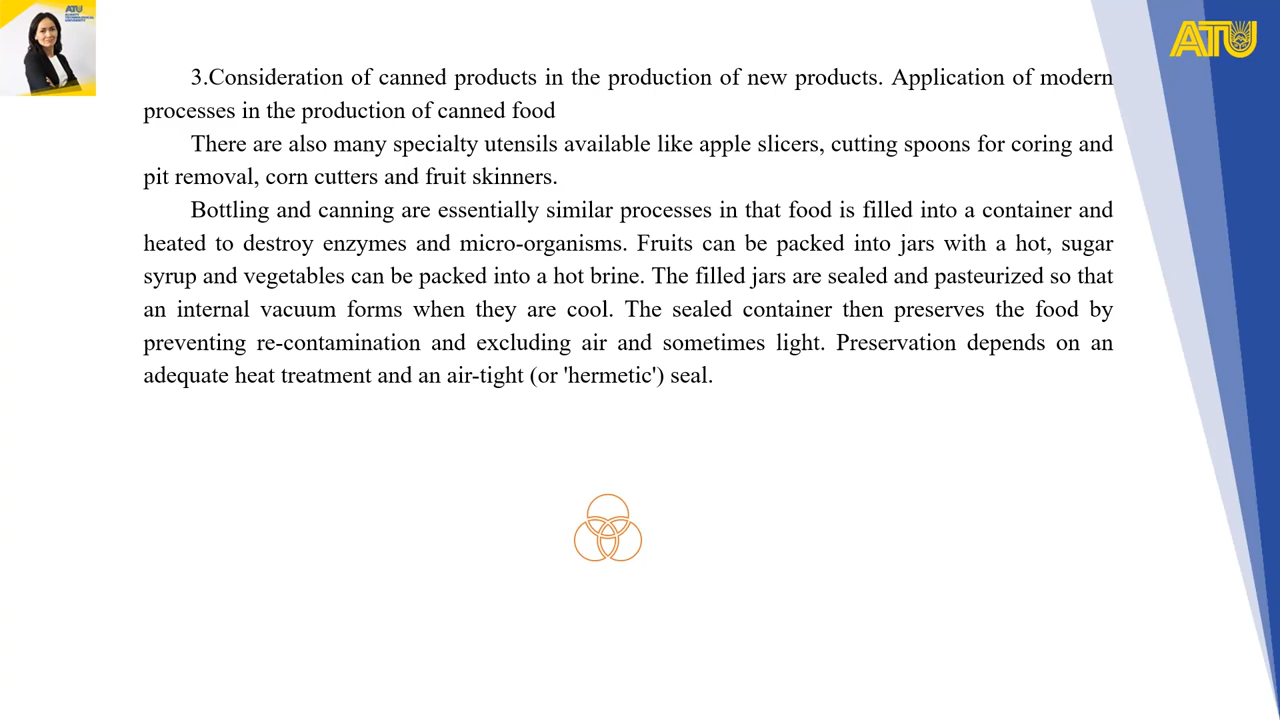 ATU
ALMATY
TECHNOLOGICAL
UNIVERSITY
ATU
3.Consideration of canned products in the production of new products. Application of modern
processes in the production of canned food
There are also many specialty utensils available like apple slicers, cutting spoons for coring and
pit removal, corn cutters and fruit skinners.
Bottling and canning are essentially similar processes in that food is filled into a container and
heated to destroy enzymes and micro-organisms. Fruits can be packed into jars with a hot, sugar
syrup and vegetables can be packed into a hot brine. The filled jars are sealed and pasteurized so that
an internal vacuum forms when they are cool. The sealed container then preserves the food by
preventing re-contamination and excluding air and sometimes light. Preservation depends on an
adequate heat treatment and an air-tight (or 'hermetic') seal.